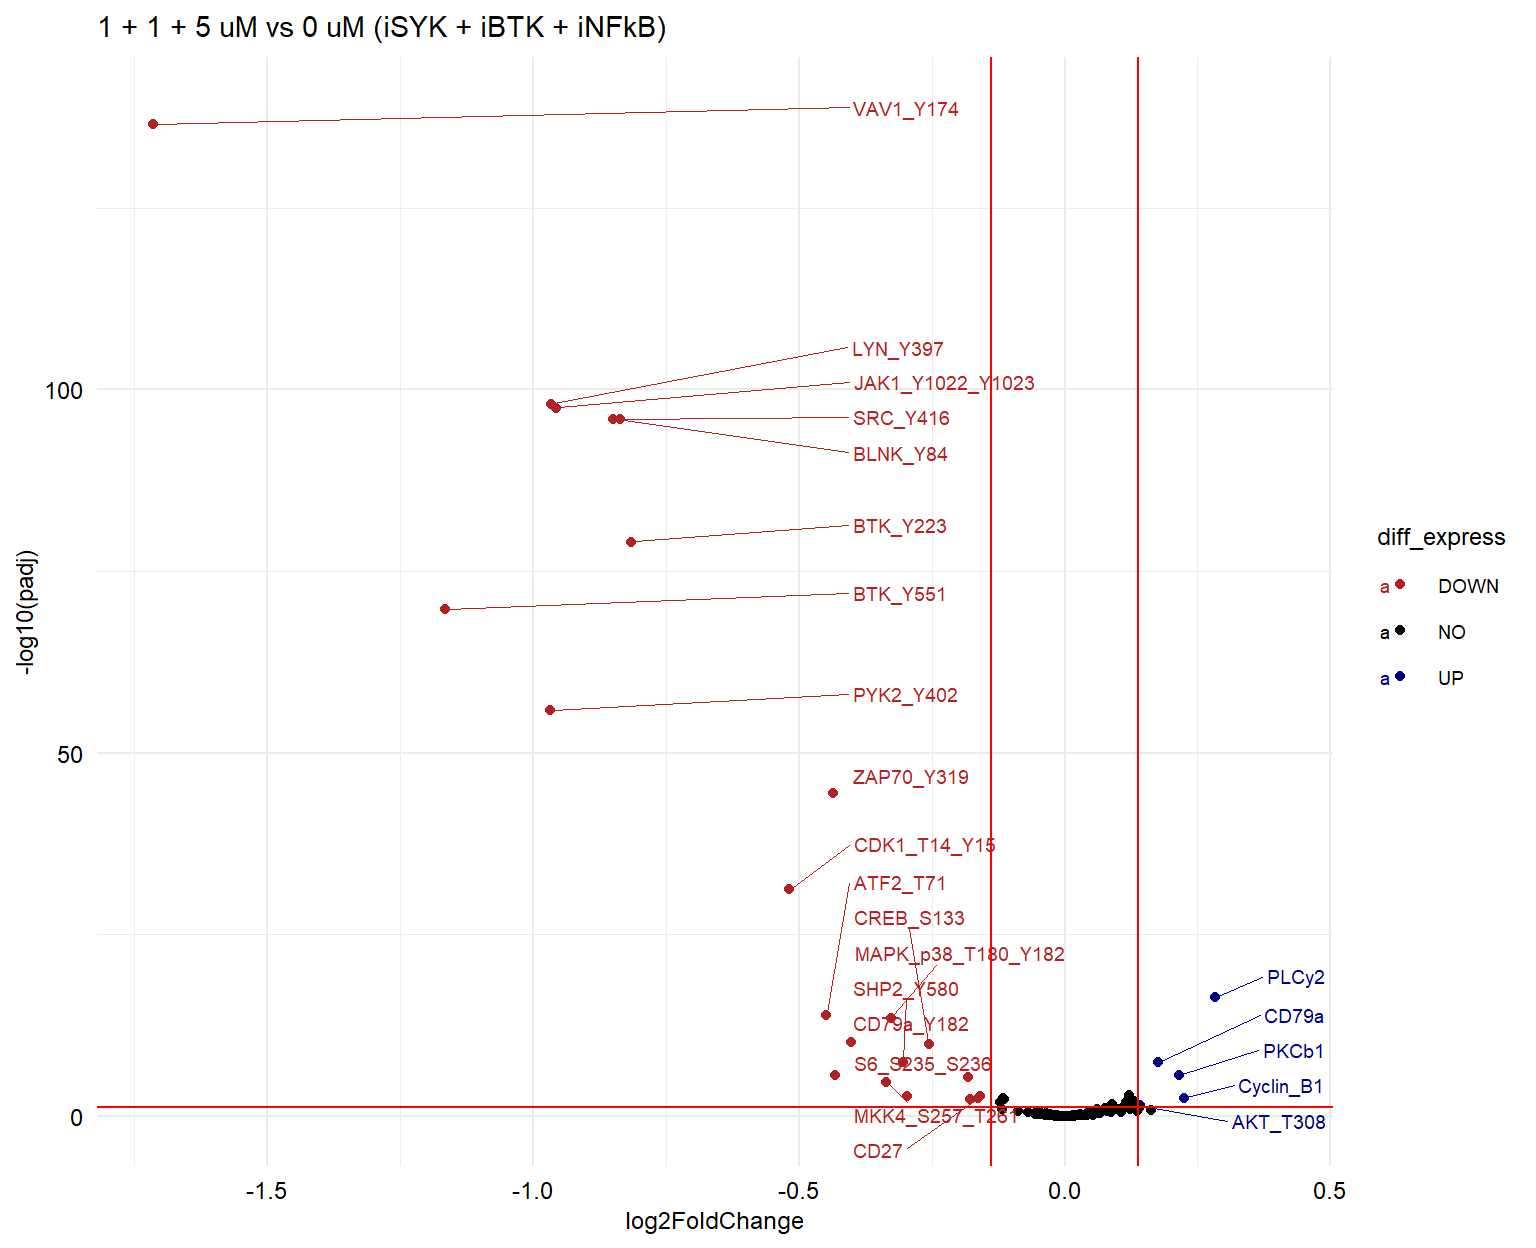 1 + 1 + 5 uM vs 0 uM (iSYK + iBTK + iNFkB)
VAV1_Y174
LYN_Y397
JAK1_Y1022_Y1023
SRC_Y416
BLNK_Y84
BTK_Y223
BTK_Y551
PYK2_Y402
ZAP70_Y319
CDK1_T14_Y15
ATF2_T71
CREB_S133
MAPK_p38_T180_Y182
SHP2_Y580
CD79a_Y182
S6_S235_S236
MKK4_S257_T261
CD27
PLCy2
CD79a
PKCb1
Cyclin_B1
AKT_T308
100
50
0
-log10(padj)
-1.5
-1.0
-0.5
0.0
0.5
log2FoldChange
diff_express
a DOWN
a NO
a UP